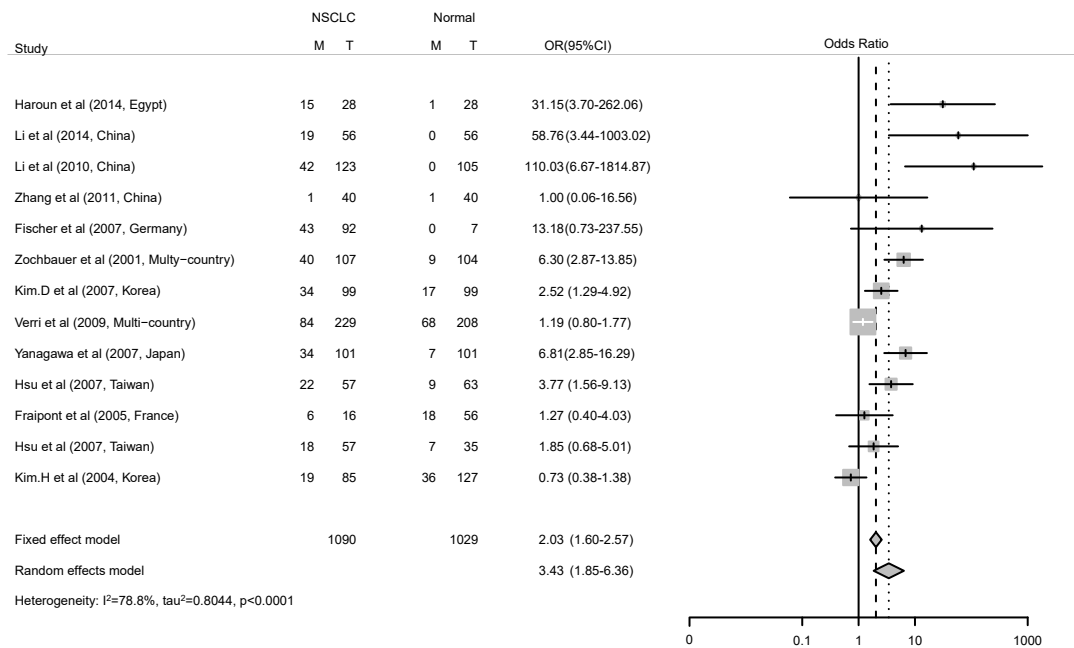 NSCLC Normal
Study M T M T OR(95%CI) Odds Ratio
Haroun et al (2014, Egypt) 15 28 1 28 31.15(3.70-262.06)
Li et al (2014, China) 19 56 0 56 58.76 (3.44-1003.02)
Li et al (2010, China) 42 123 0 105 110.03(6.67-1814.87)
Zhang et al (2011, China) 1 40 1 40 1.00 (0.06-16.56)
Fischer et al (2007, Germany) 43 92 0 7 13.18(0.73-237.55)
Zochbauer et al (2001, Multy−country) 40 107 9 104 6.30 (2.87-13.85)
Kim.D et al (2007, Korea) 34 99 17 99 2.52 (1.29-4.92)
Verri et al (2009, Multi−country) 84 229 68 208 1.19 (0.80-1.77)
Yanagawa et al (2007, Japan) 34 101 7 101 6.81(2.85-16.29)
Hsu et al (2007, Taiwan) 22 57 9 63 3.77 (1.56-9.13)
Fraipont et al (2005, France) 6 16 18 56 1.27 (0.40-4.03)
Hsu et al (2007, Taiwan) 18 57 7 35 1.85 (0.68-5.01)
Kim.H et al (2004, Korea) 19 85 36 127 0.73 (0.38-1.38)
Fixed effect model 1090 1029 2.03 (1.60-2.57)
Random effects model 3.43 (1.85-6.36)
Heterogeneity: I²=78.8%, tau²=0.8044, p<0.0001
0 0.1 1 10 1000